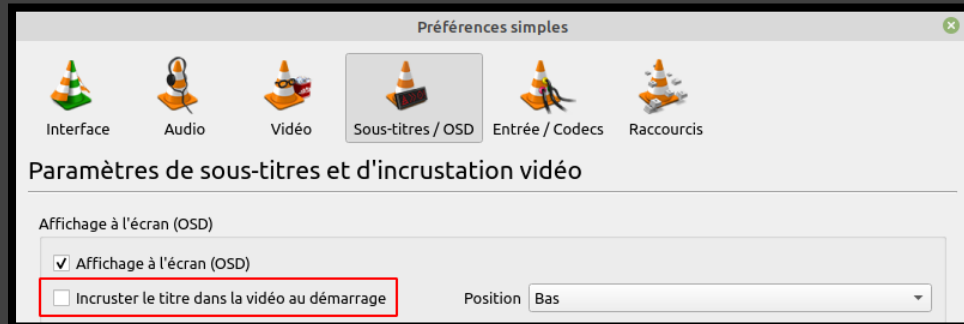 Préférences simples
Interface Audio Vidéo Sous-titres / OSD Entrée / Codecs Raccourcis
Paramètres de sous-titres et d'incrustation vidéo
Affichage à l'écran (OSD)
Affichage à l'écran (OSD)
Incruster le titre dans la vidéo au démarrage Position Bas